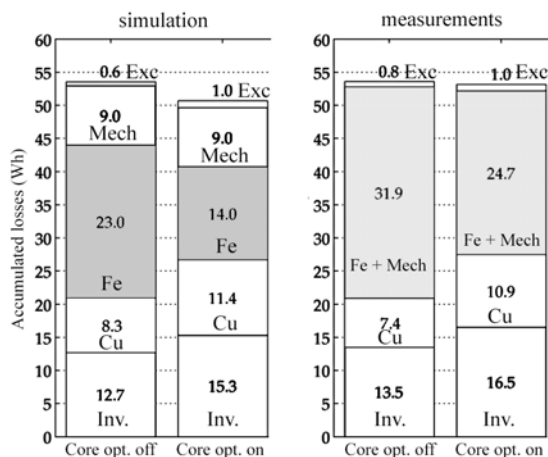 simulation
measurements
Accumulated losses (Wh)
60
55
50
45
40
35
30
25
20
15
10
5
0
0.6 Exc
9.0
Mech
23.0
Fe
8.3
Cu
12.7
Inv.
Core opt. off
1.0 Exc
9.0
Mech
14.0
Fe
11.4
Cu
15.3
Inv.
Core opt. on
60
55
50
45
40
35
30
25
20
15
10
5
0
0.8 Exc
31.9
Fe + Mech
7.4
Cu
13.5
Inv.
Core opt. off
1.0 Exc
24.7
Fe + Mech
10.9
Cu
16.5
Inv.
Core opt. on